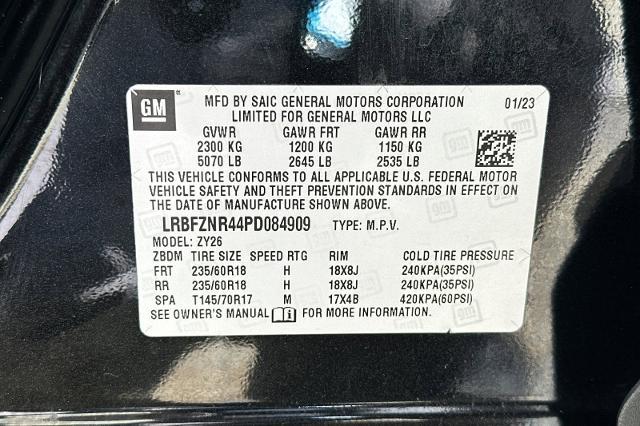 GM
MFD BY SAIC GENERAL MOTORS CORPORATION 01/23
LIMITED FOR GENERAL MOTORS LLC
GVWR GAWR FRT GAWR RR
2300 KG 1200 KG 1150 KG
5070 LB 2645 LB 2535 LB
THIS VEHICLE CONFORMS TO ALL APPLICABLE U.S. FEDERAL MOTOR
VEHICLE SAFETY AND THEFT PREVENTION STANDARDS IN EFFECT ON
THE DATE OF MANUFACTURE SHOWN ABOVE.
LRBFZNR44PD084909 TYPE: M.P.V.
MODEL: ZY26
ZBDM TIRE SIZE SPEED RTG RIM COLD TIRE PRESSURE
FRT 235/60R18 H 18X8J 240KPA(35PSI)
RR 235/60R18 H 18X8J 240KPA(35PSI)
SPA T145/70R17 M 17X4B 420KPA(60PSI)
SEE OWNER'S MANUAL FOR MORE INFORMATION.